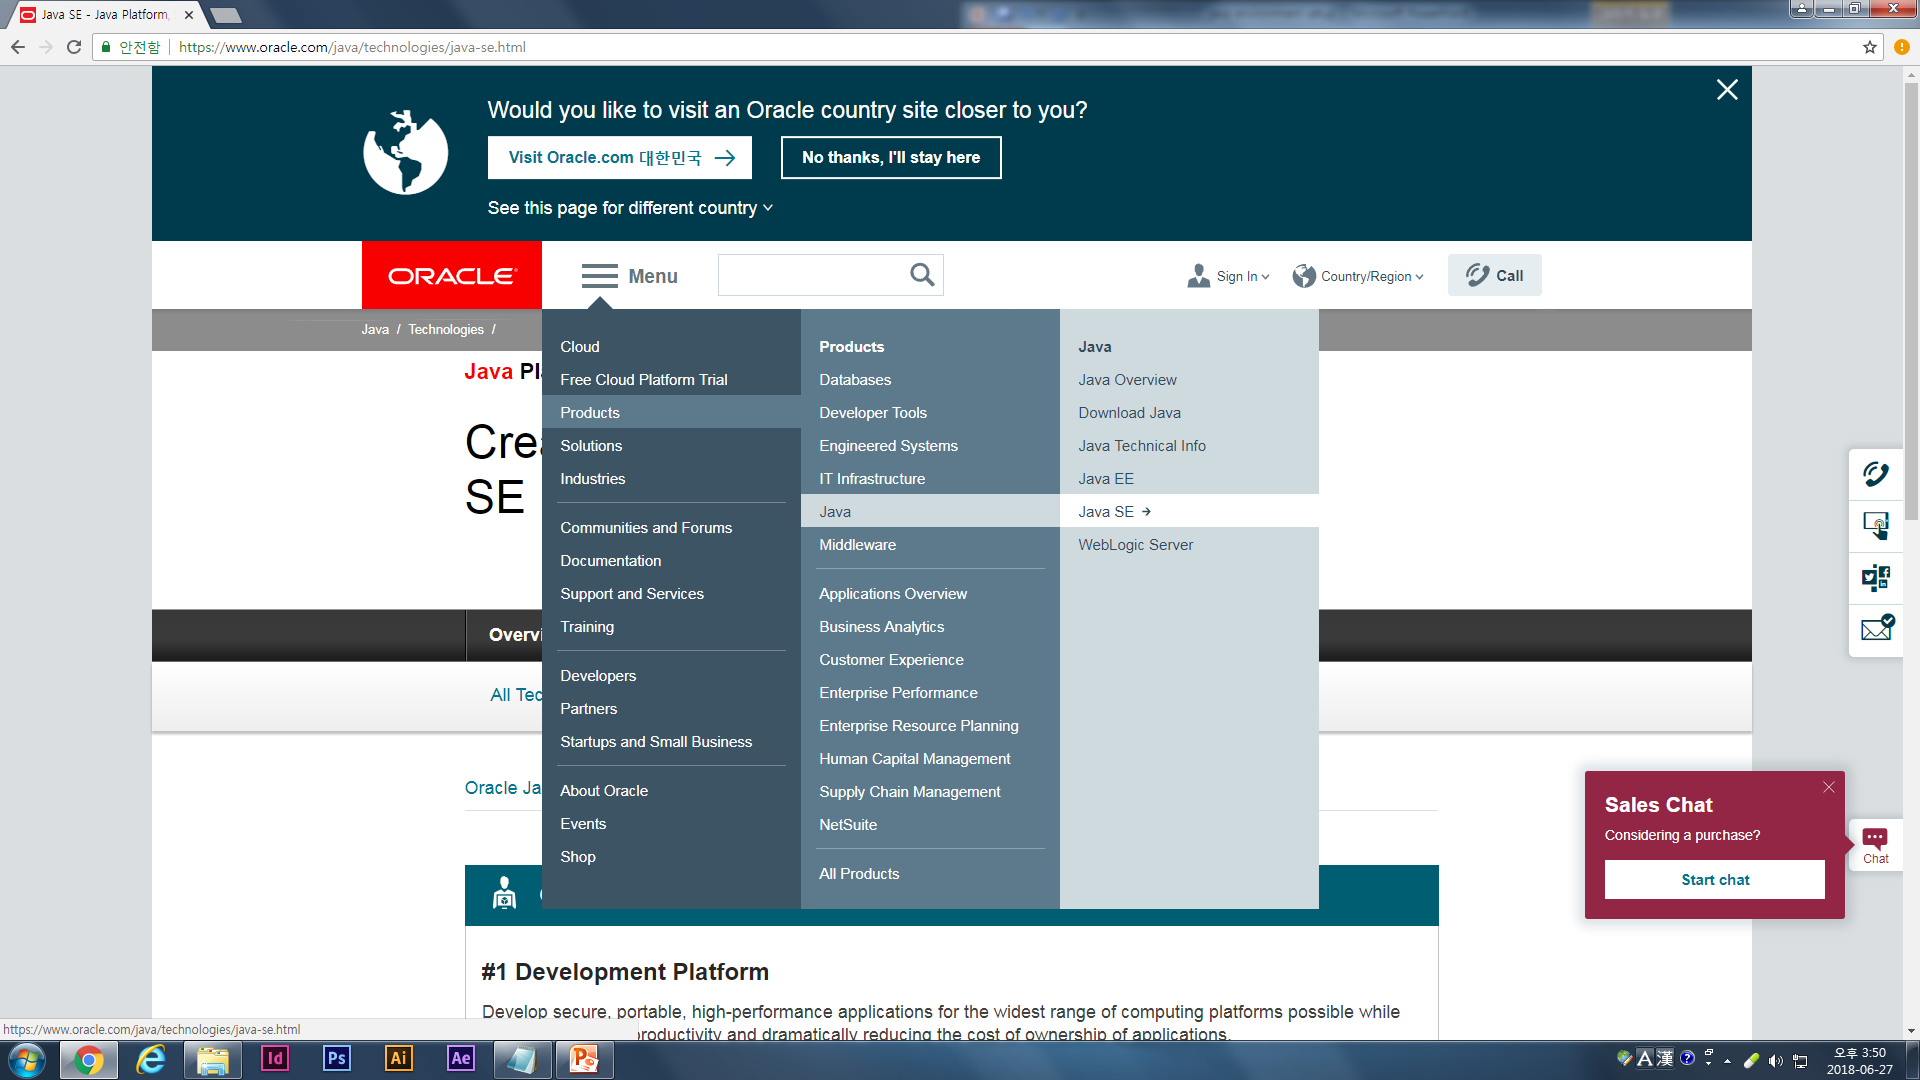 Java SE - Java Platform,
안전함
https://www.oracle.com/java/technologies/java-se.html
Would you like to visit an Oracle country site closer to you?
Visit Oracle.com 대한민국
No thanks, I'll stay here
See this page for different country
ORACLE
Menu
Sign In
Country/Region
Call
Java / Technologies /
Java Pl
Crea
SE
Overvi
All Tec
Oracle Ja
Cloud
Free Cloud Platform Trial
Products
Solutions
Industries
Communities and Forums
Documentation
Support and Services
Training
Developers
Partners
Startups and Small Business
About Oracle
Events
Shop
Products
Databases
Developer Tools
Engineered Systems
IT Infrastructure
Java
Middleware
Applications Overview
Business Analytics
Customer Experience
Enterprise Performance
Enterprise Resource Planning
Human Capital Management
Supply Chain Management
NetSuite
All Products
Java
Java Overview
Download Java
Java Technical Info
Java EE
Java SE
WebLogic Server
Sales Chat
Considering a purchase?
Start chat
Chat
#1 Development Platform
Develop secure, portable, high-performance applications for the widest range of computing platforms possible while
productivity and dramatically reducing the cost of ownership of applications.
https://www.oracle.com/java/technologies/java-se.html
Id
Ps
Ai
Ae
A 漢
오후 3:50
2018-06-27